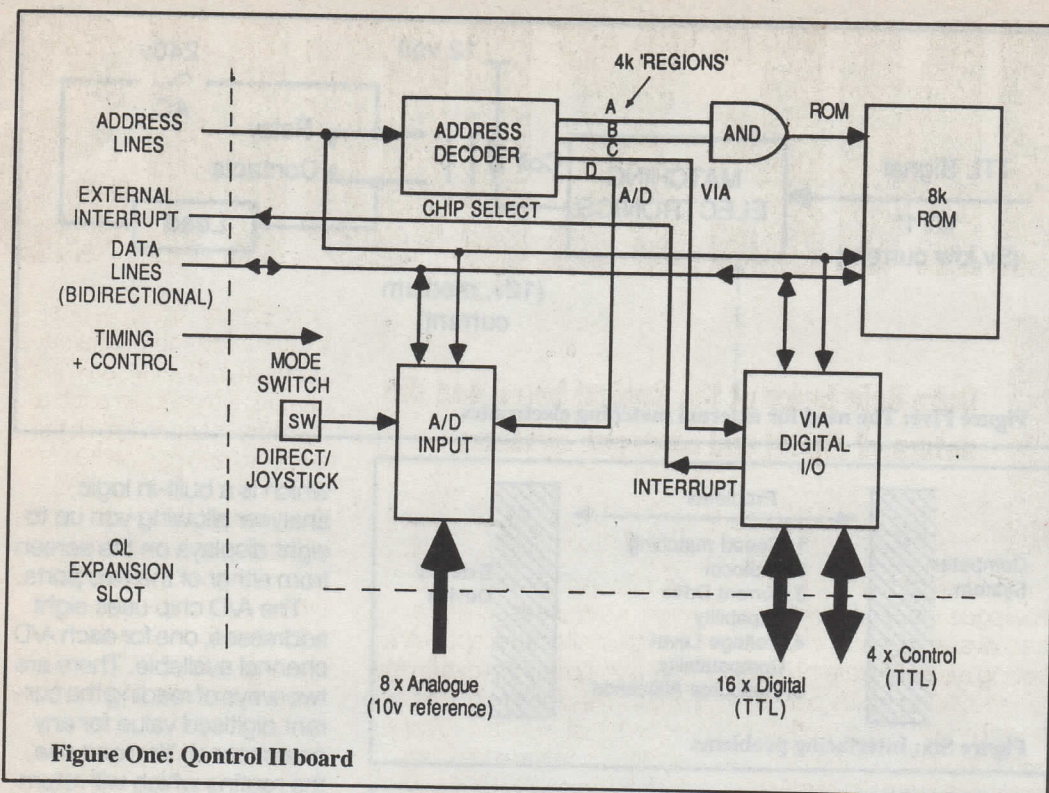 4k 'REGIONS'
ADDRESS
LINES
ADDRESS
DECODER
A
B
C
D
AND
ROM
8k
ROM
CHIP SELECT
A/D
VIA
EXTERNAL
INTERRUPT
DATA
LINES
(BIDIRECTIONAL)
TIMING
+ CONTROL
MODE
SWITCH
SW
DIRECT/
JOYSTICK
A/D
INPUT
VIA
DIGITAL
I/O
INTERRUPT
QL
EXPANSION
SLOT
8 x Analogue
(10v reference)
16 x Digital
(TTL)
4 x Control
(TTL)
Figure One: Qontrol II board